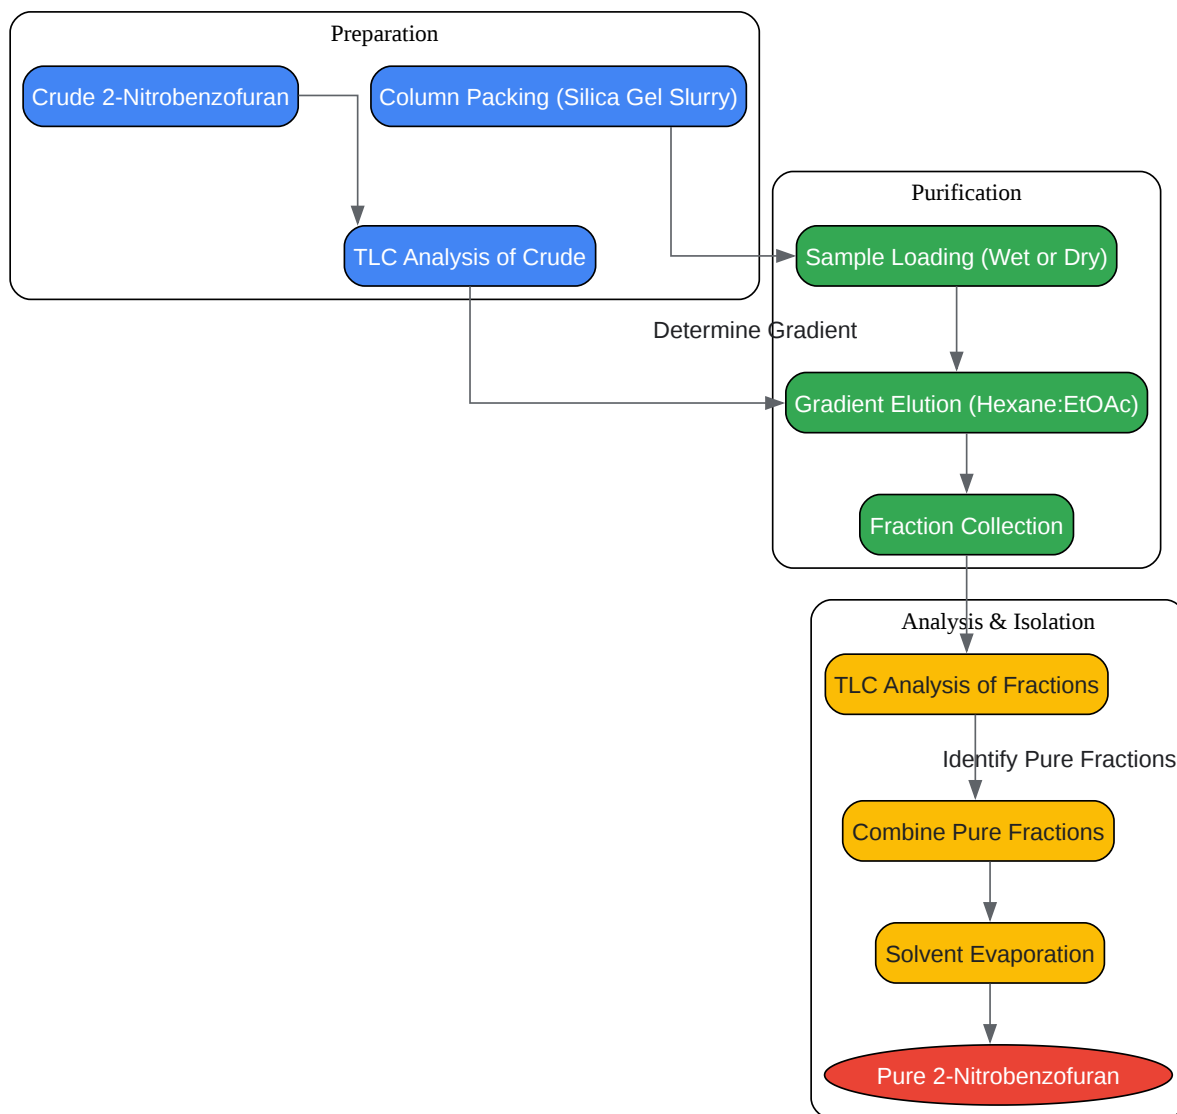 Preparation
Crude 2-Nitrobenzofuran
Column Packing (Silica Gel Slurry)
TLC Analysis of Crude
Purification
Sample Loading (Wet or Dry)
Determine Gradient
Gradient Elution (Hexane:EtOAc)
Fraction Collection
Analysis & Isolation
TLC Analysis of Fractions
Identify Pure Fractions
Combine Pure Fractions
Solvent Evaporation
Pure 2-Nitrobenzofuran